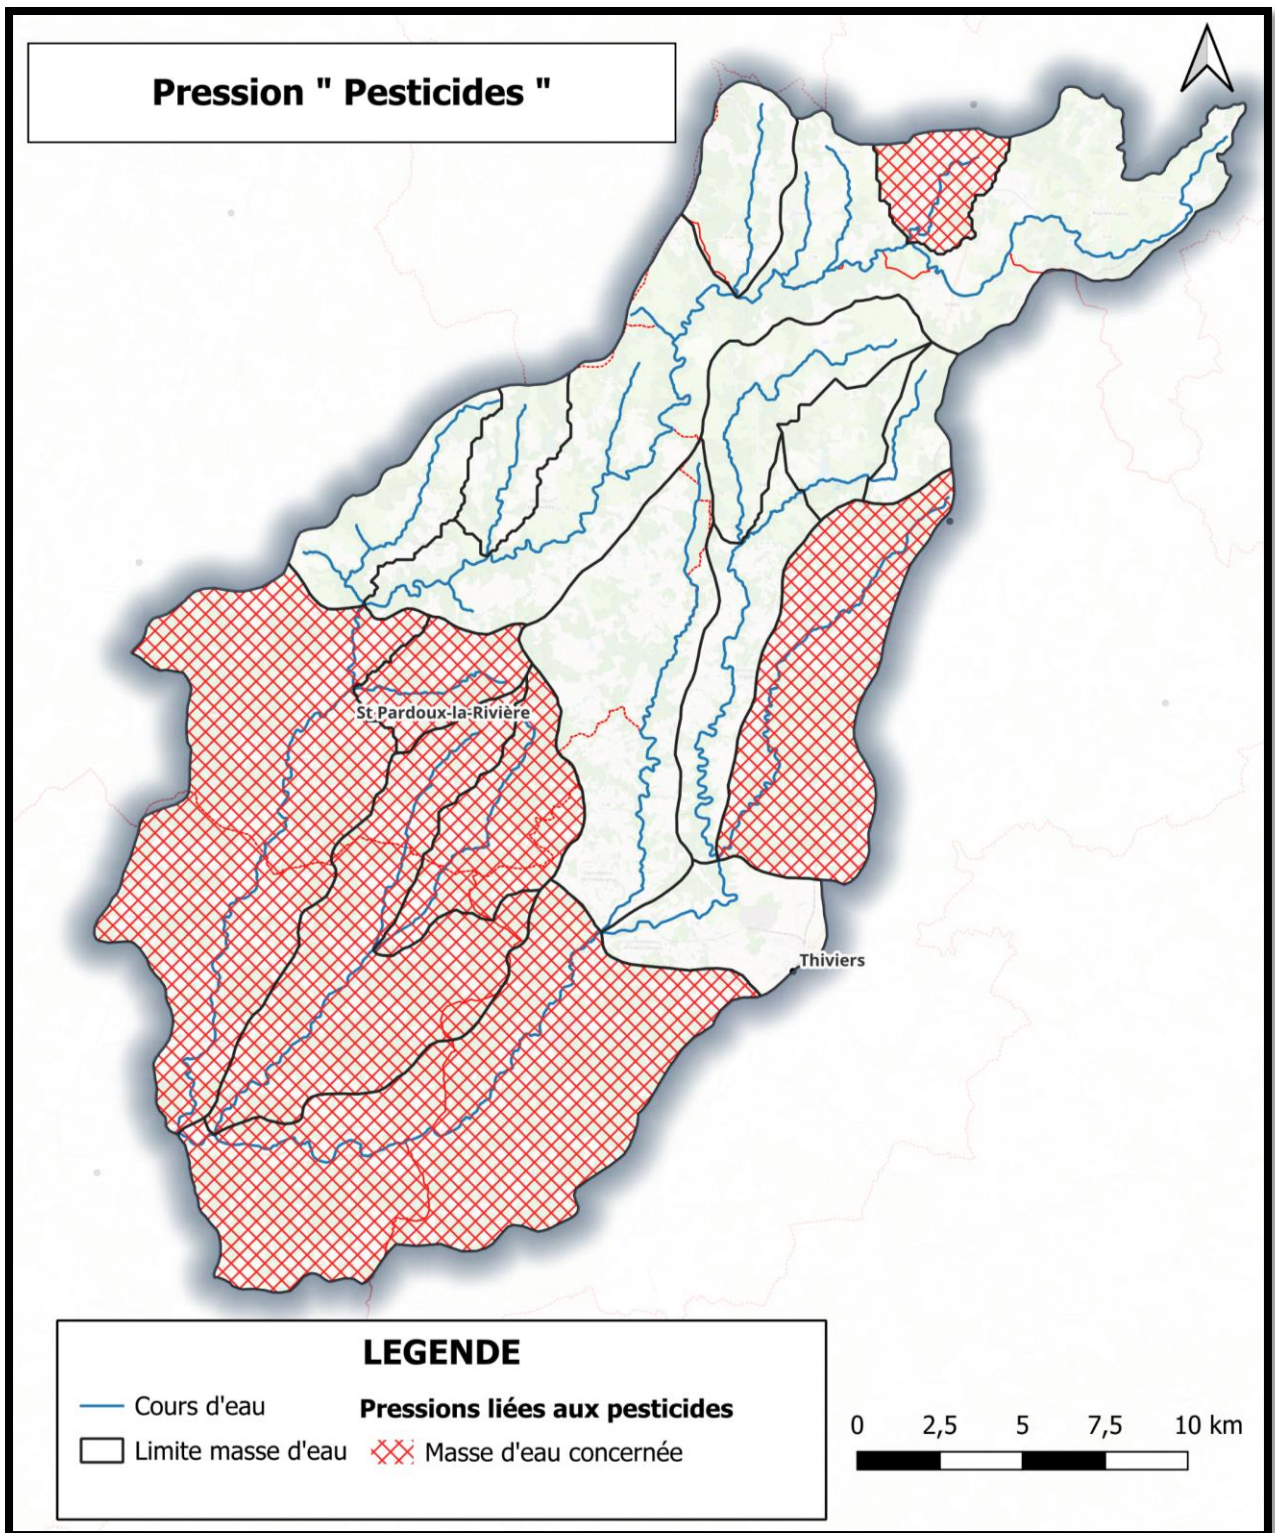 Pression " Pesticides "
St Pardoux-la-Rivière
Thiviers
LEGENDE
Cours d'eau
Pressions liées aux pesticides
Limite masse d'eau
Masse d'eau concernée
0 2,5 5 7,5 10 km